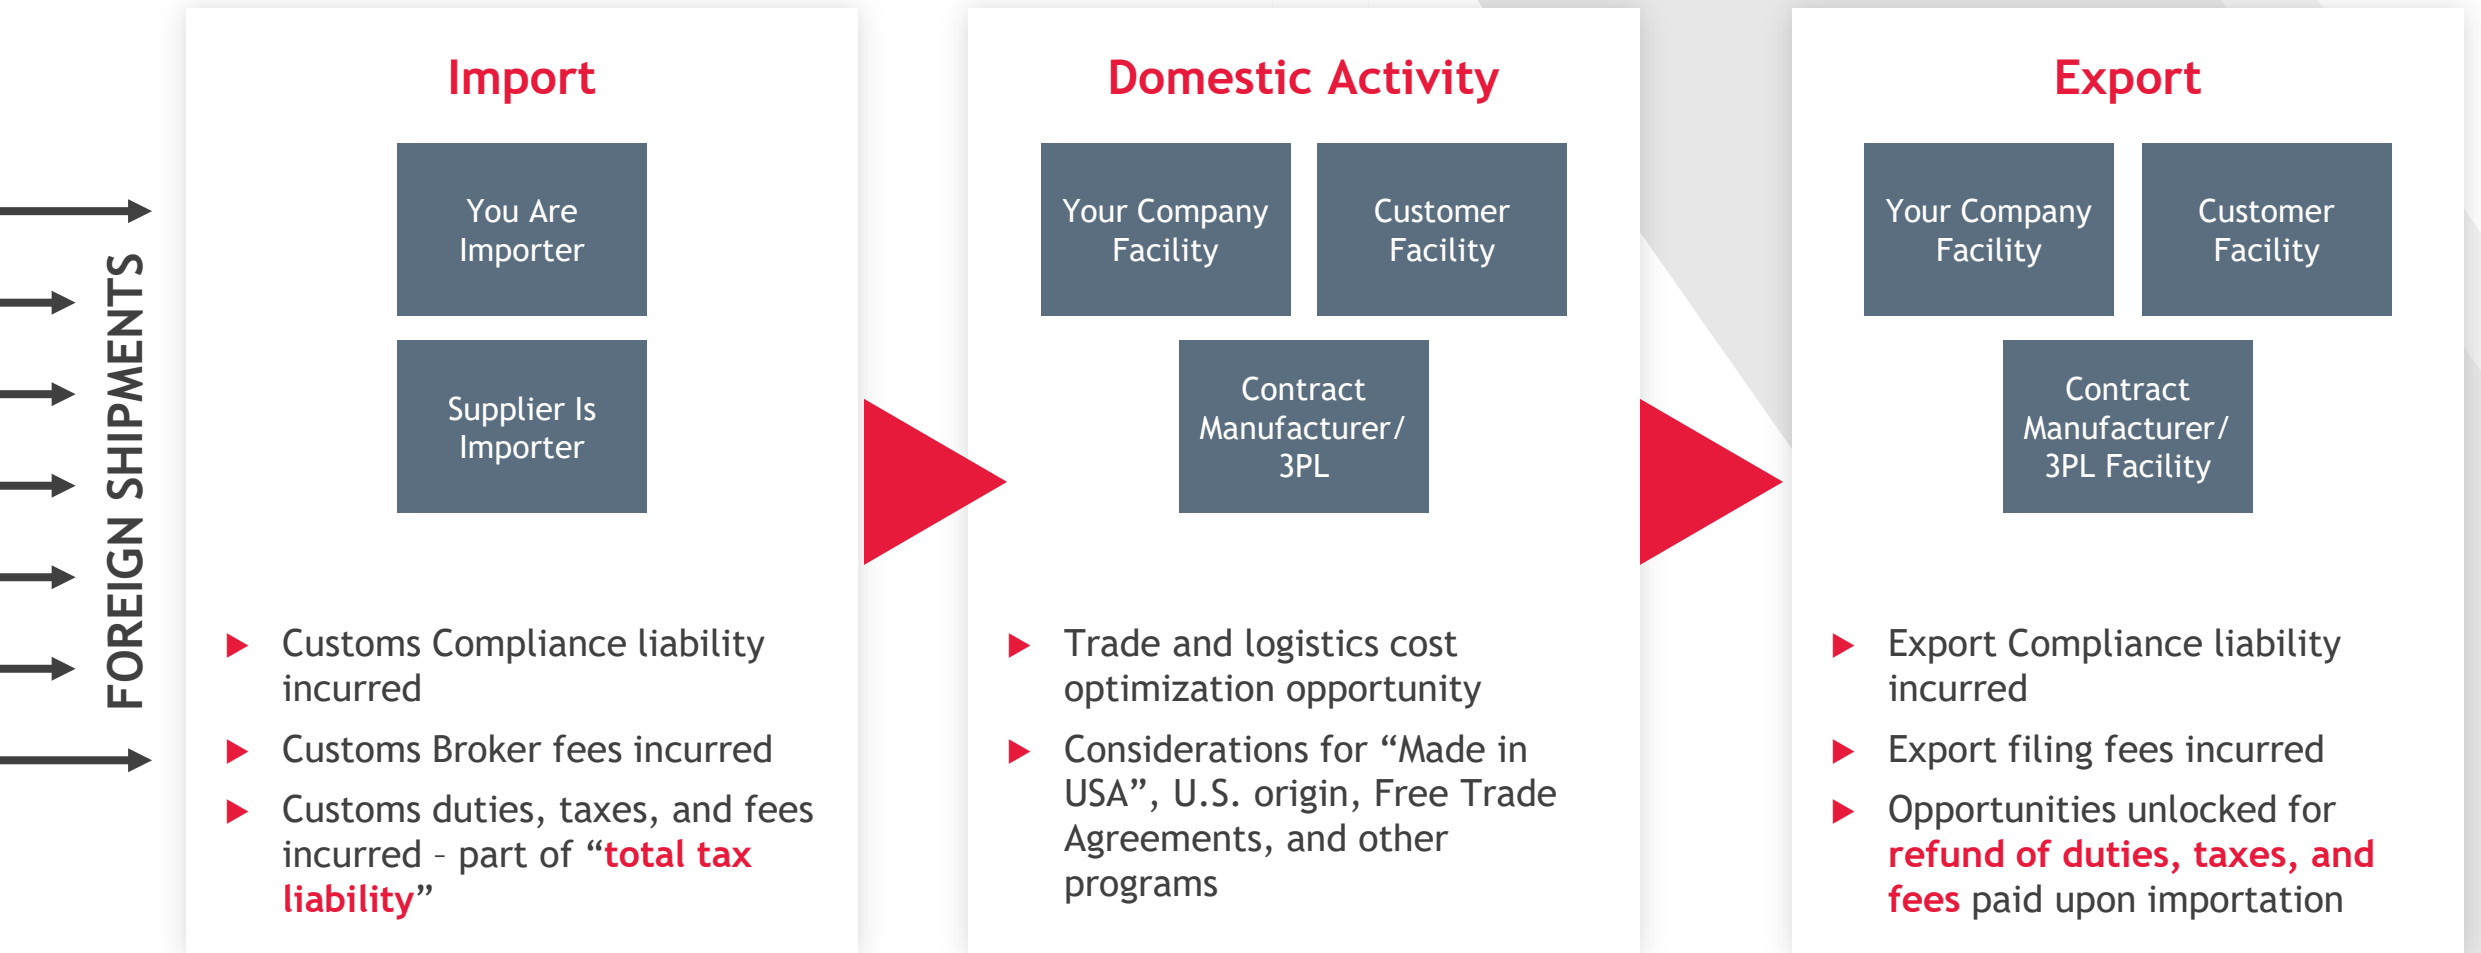 FOREIGN SHIPMENTS
Import
You Are
Importer
Supplier Is
Importer
► Customs Compliance liability
incurred
► Customs Broker fees incurred
► Customs duties, taxes, and fees
incurred – part of “total tax
liability”
Domestic Activity
Your Company
Facility
Customer
Facility
Contract
Manufacturer/
3PL
► Trade and logistics cost
optimization opportunity
► Considerations for “Made in
USA”, U.S. origin, Free Trade
Agreements, and other
programs
Export
Your Company
Facility
Customer
Facility
Contract
Manufacturer/
3PL Facility
► Export Compliance liability
incurred
► Export filing fees incurred
► Opportunities unlocked for
refund of duties, taxes, and
fees paid upon importation